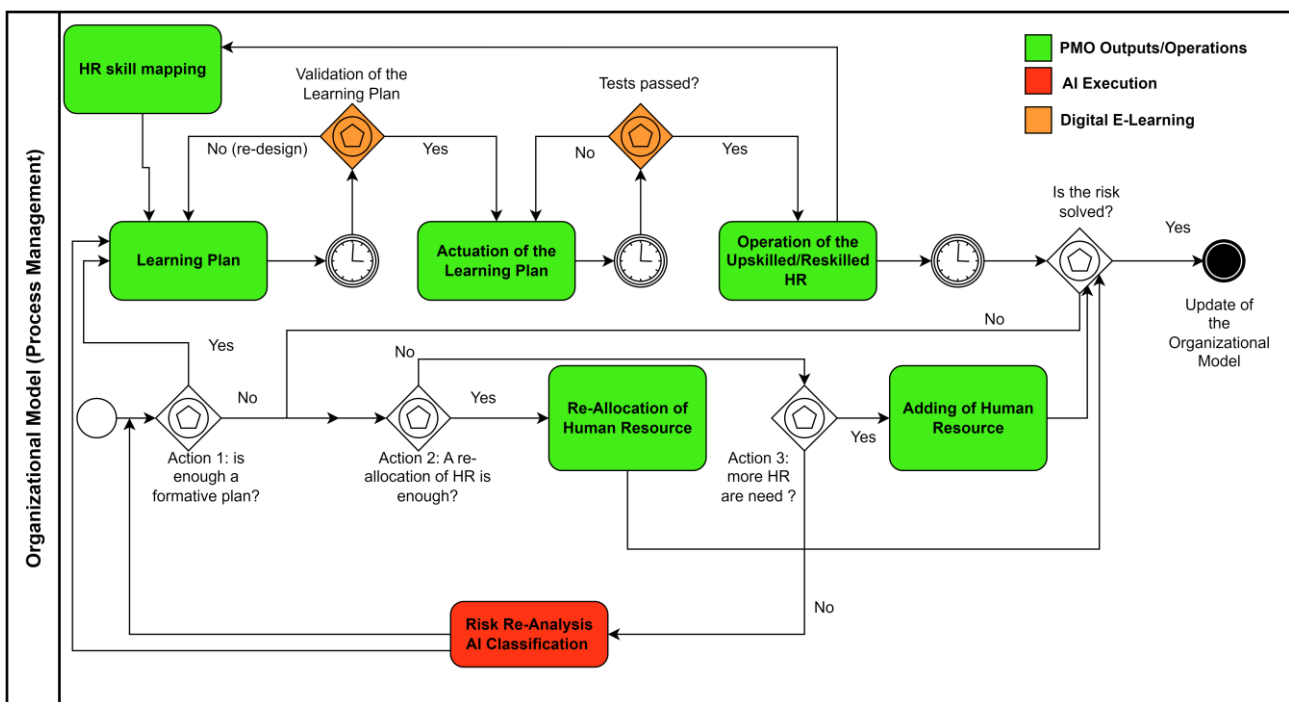 Organizational Model (Process Management)
HR skill mapping
Validation of the
Learning Plan
Tests passed?
PMO Outputs/Operations
AI Execution
Digital E-Learning
No (re-design)
Yes
No
Yes
Is the risk
solved?
Yes
Learning Plan
Actuation of the
Learning Plan
Operation of the
Upskilled/Reskilled
HR
Update of
the
Organizational
Model
Yes
No
No
No
Yes
Re-Allocation of
Human Resource
Yes
Adding of Human
Resource
Action 1: is
enough a
formative plan?
Action 2: A re-
allocation of HR is
enough?
Action 3:
more HR
are need ?
No
Risk Re-Analysis
AI Classification